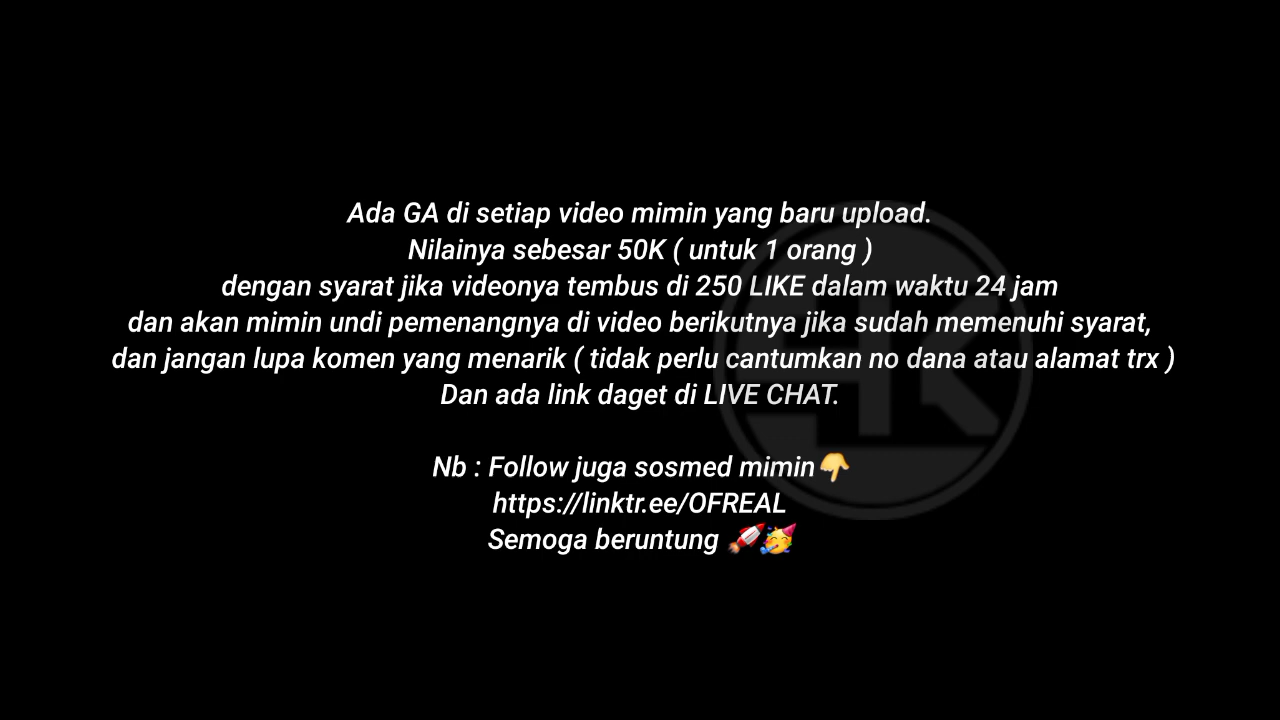 Ada GA di setiap video mimin yang baru upload.
Nilainya sebesar 50K ( untuk 1 orang )
dengan syarat jika videonya tembus di 250 LIKE dalam waktu 24 jam
dan akan mimin undi pemenangnya di video berikutnya jika sudah memenuhi syarat,
dan jangan lupa komen yang menarik ( tidak perlu cantumkan no dana atau alamat trx )
Dan ada link daget di LIVE CHAT.
Nb : Follow juga sosmed mimin👇
https://linktr.ee/OFREAL
Semoga beruntung 🚀🥳